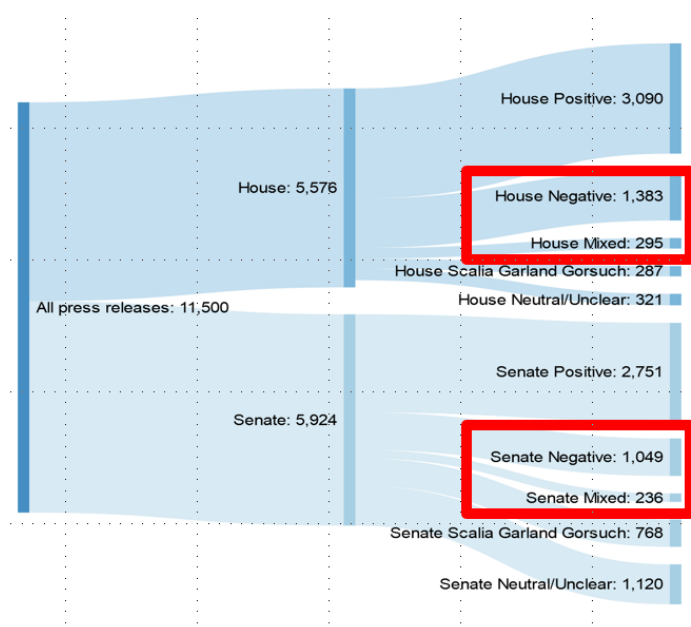 House Positive: 3,090
House: 5,576
House Negative: 1,383
House Mixed: 295
House Scalia Garland Gorsuch: 287
House Neutral/Unclear: 321
All press releases: 11,500
Senate Positive: 2,751
Senate: 5,924
Senate Negative: 1,049
Senate Mixed: 236
Senate Scalia Garland Gorsuch: 768
Senate Neutral/Unclear: 1,120